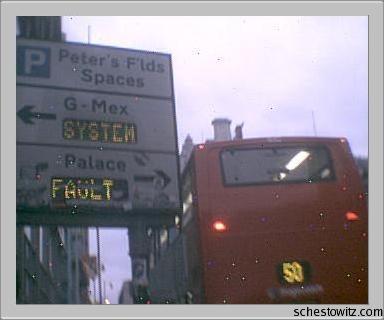 P Peter's F'lds
Spaces
G-Mex
SYSTEM
Palace
FAULT
50
schestowitz.com